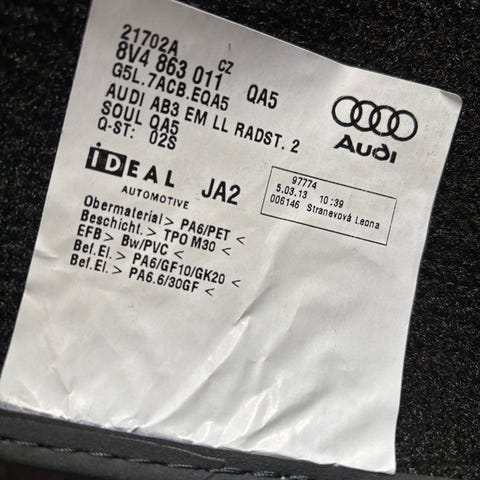 21702A CZ
8V4 863 011 QA5
G5L.7ACB.EQA5
AUDI AB3 EM LL RADST. 2
SOUL QA5
Q-ST: 02S
IDEAL JA2
AUTOMOTIVE
Obermaterial > PA6/PET <
Beschicht. > TPO M30 <
EFB > Bw/PVC <
Bef.El. > PA6/GF10/GK20 <
Bef.El. > PA6.6/30GF <
Audi
97774
5.03.13 10:39
006146 Stranevová Leona